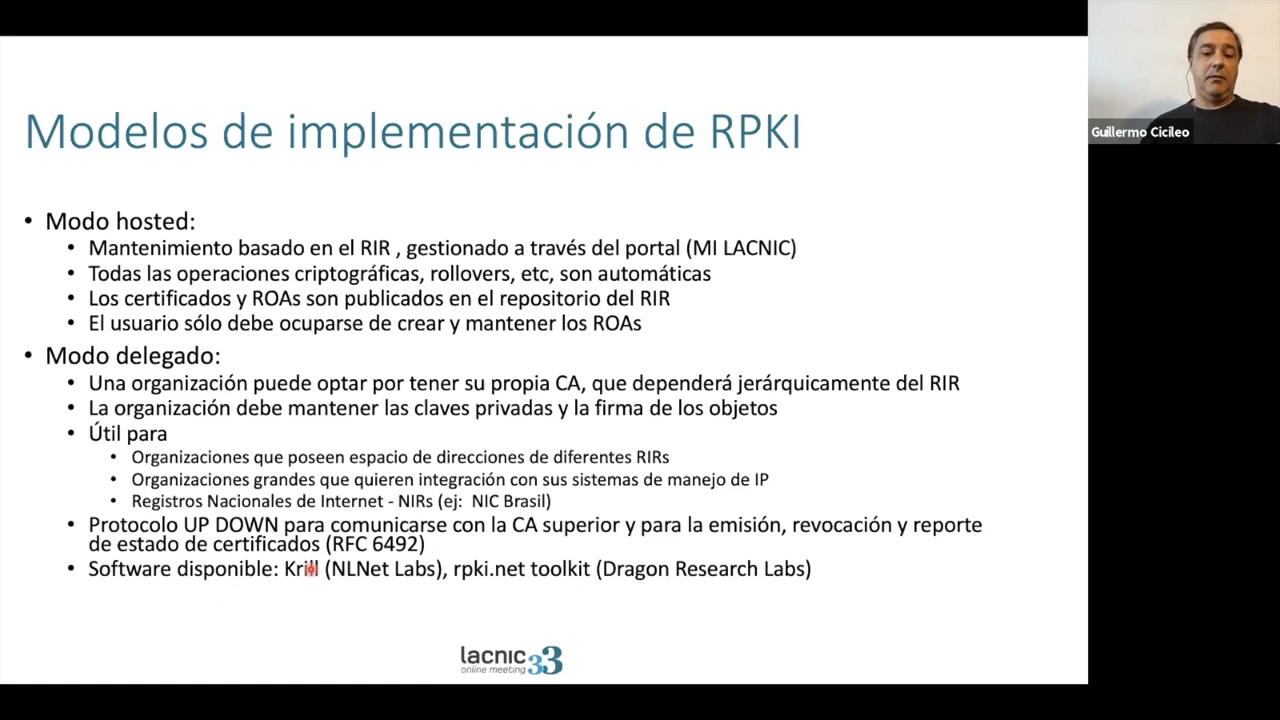 Modelos de implementación de RPKI
Guillermo Cicileo
• Modo hosted:
• Mantenimiento basado en el RIR , gestionado a través del portal (MI LACNIC)
• Todas las operaciones criptográficas, rollovers, etc, son automáticas
• Los certificados y ROAs son publicados en el repositorio del RIR
• El usuario sólo debe ocuparse de crear y mantener los ROAs
• Modo delegado:
• Una organización puede optar por tener su propia CA, que dependerá jerárquicamente del RIR
• La organización debe mantener las claves privadas y la firma de los objetos
• Útil para
• Organizaciones que poseen espacio de direcciones de diferentes RIRs
• Organizaciones grandes que quieren integración con sus sistemas de manejo de IP
• Registros Nacionales de Internet - NIRs (ej: NIC Brasil)
• Protocolo UP DOWN para comunicarse con la CA superior y para la emisión, revocación y reporte
de estado de certificados (RFC 6492)
• Software disponible: Krill (NLNet Labs), rpki.net toolkit (Dragon Research Labs)
lacnic 33
online meeting